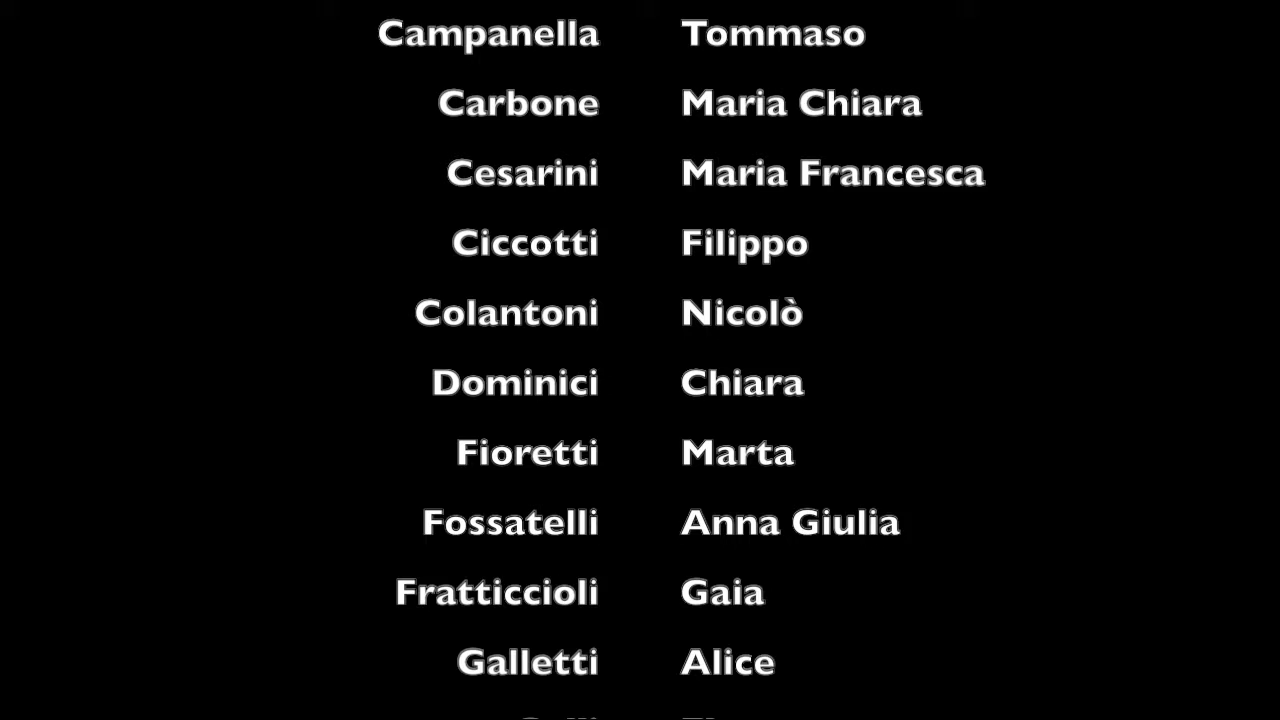 Campanella Tommaso
Carbone Maria Chiara
Cesarini Maria Francesca
Ciccotti Filippo
Colantoni Nicolò
Dominici Chiara
Fioretti Marta
Fossatelli Anna Giulia
Fratticcioli Gaia
Galletti Alice